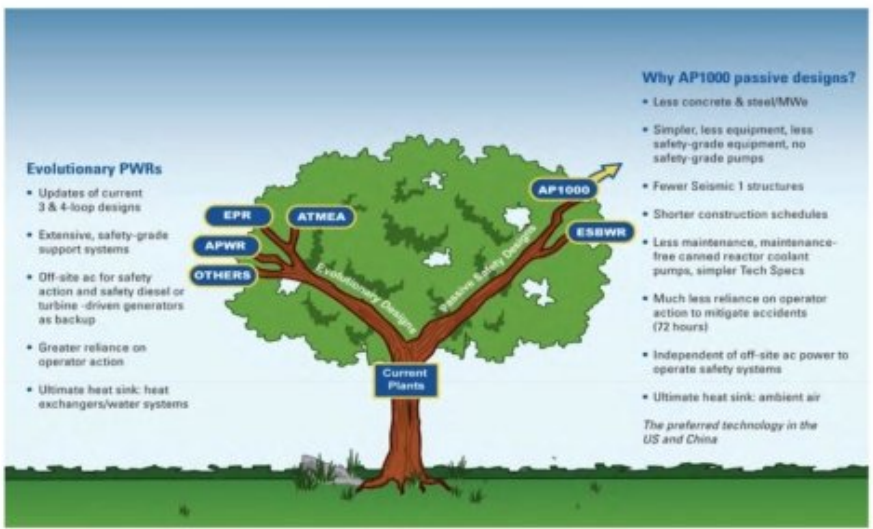 Evolutionary PWRs
• Updates of current
3 & 4-loop designs
• Extensive, safety-grade
support systems
• Off-site ac for safety
action and safety diesel or
turbine -driven generators
as backup
• Greater reliance on
operator action
• Ultimate heat sink: heat
exchangers/water systems
EPR
ATMEA
APWR
OTHERS
Evolutionary Designs
Passive Safety Designs
AP1000
ESBWR
Current
Plants
Why AP1000 passive designs?
• Less concrete & steel/MWe
• Simpler, less equipment, less
safety-grade equipment, no
safety-grade pumps
• Fewer Seismic 1 structures
• Shorter construction schedules
• Less maintenance, maintenance-
free canned reactor coolant
pumps, simpler Tech Specs
• Much less reliance on operator
action to mitigate accidents
(72 hours)
• Independent of off-site ac power to
operate safety systems
• Ultimate heat sink: ambient air
The preferred technology in the
US and China